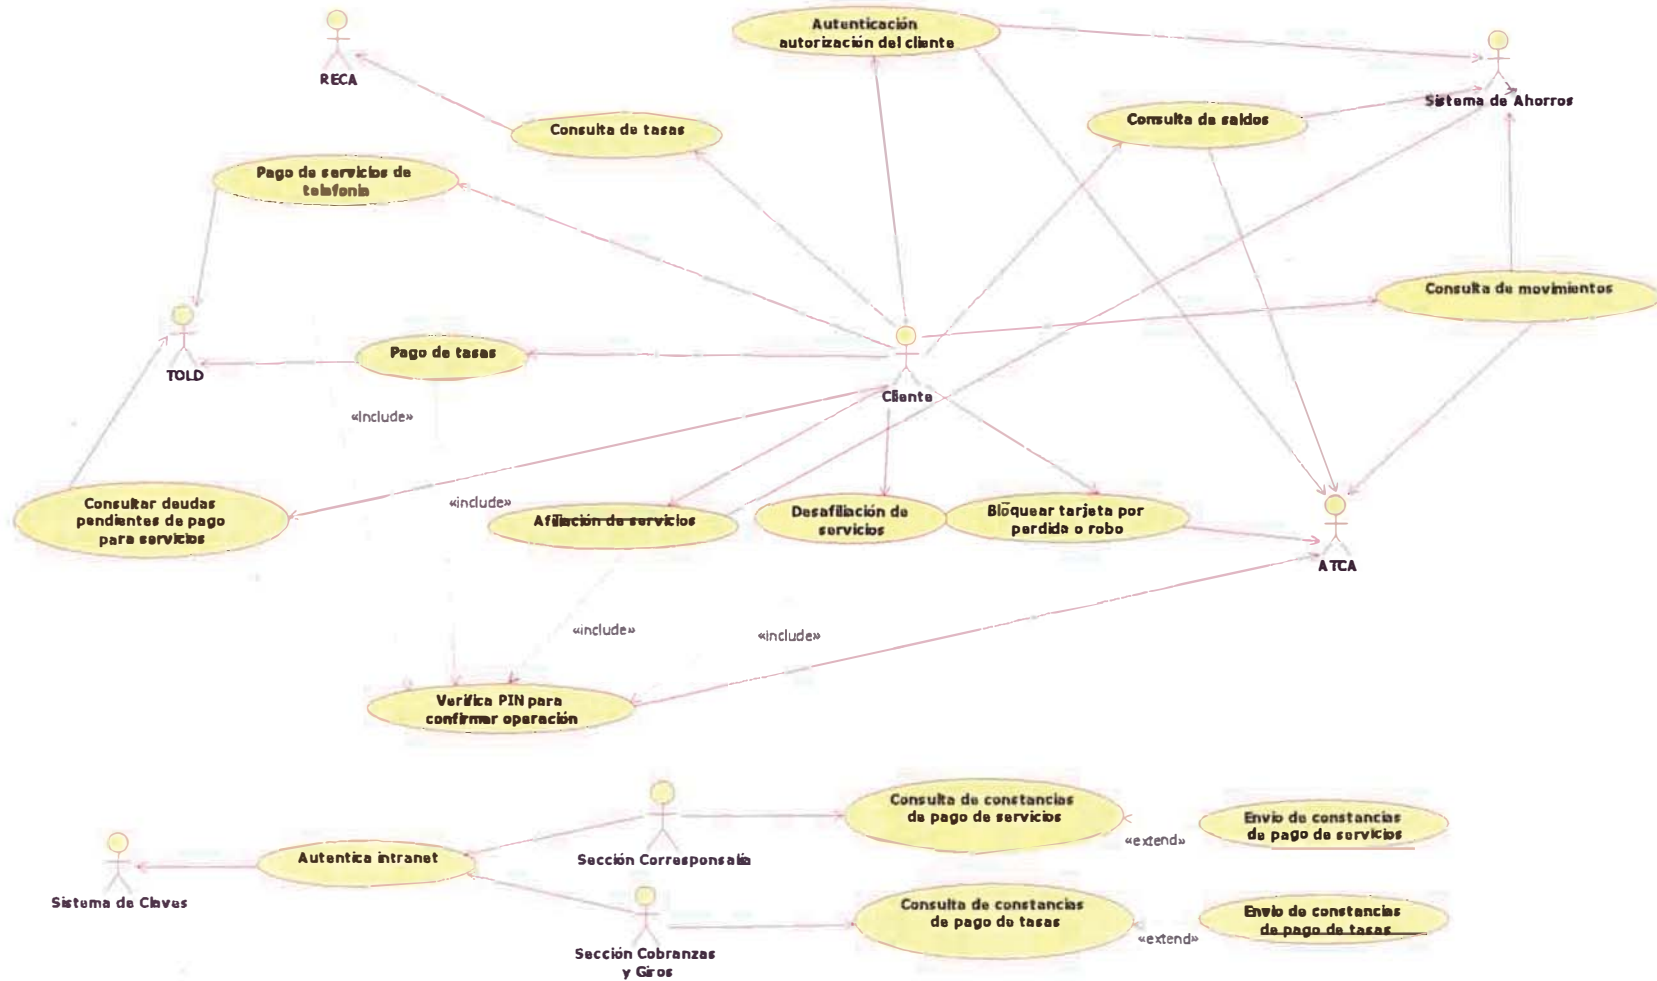 Autenticación
autorización del cliente
RECA
Sistema de Ahorros
Consulta de tasas
Consulta de saldos
Pago de servicios de
telefonia
Consulta de movimientos
Pago de tasas
TOLD
Cliente
«include»
Consultar deudas
pendientes de pago
para servicios
«include»
Afiliación de servicios
Desafiliación de
servicios
Bloquear tarjeta por
perdida o robo
ATCA
«include»
«include»
Verifica PIN para
confirmar operación
Consulta de constancias
de pago de servicios
Envio de constancias
de pago de servicios
«extend»
Autentica intranet
Sección Corresponsalia
Sistema de Claves
Consulta de constancias
de pago de tasas
Envio de constancias
de pago de tasas
«extend»
Sección Cobranzas
y Giros